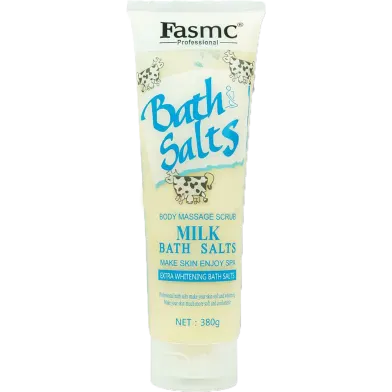 Fasmc®
Professional
Bath
Salts
BODY MASSAGE SCRUB
MILK
BATH SALTS
MAKE SKIN ENJOY SPA
EXTRA WHITENING BATH SALTS
NET : 380g